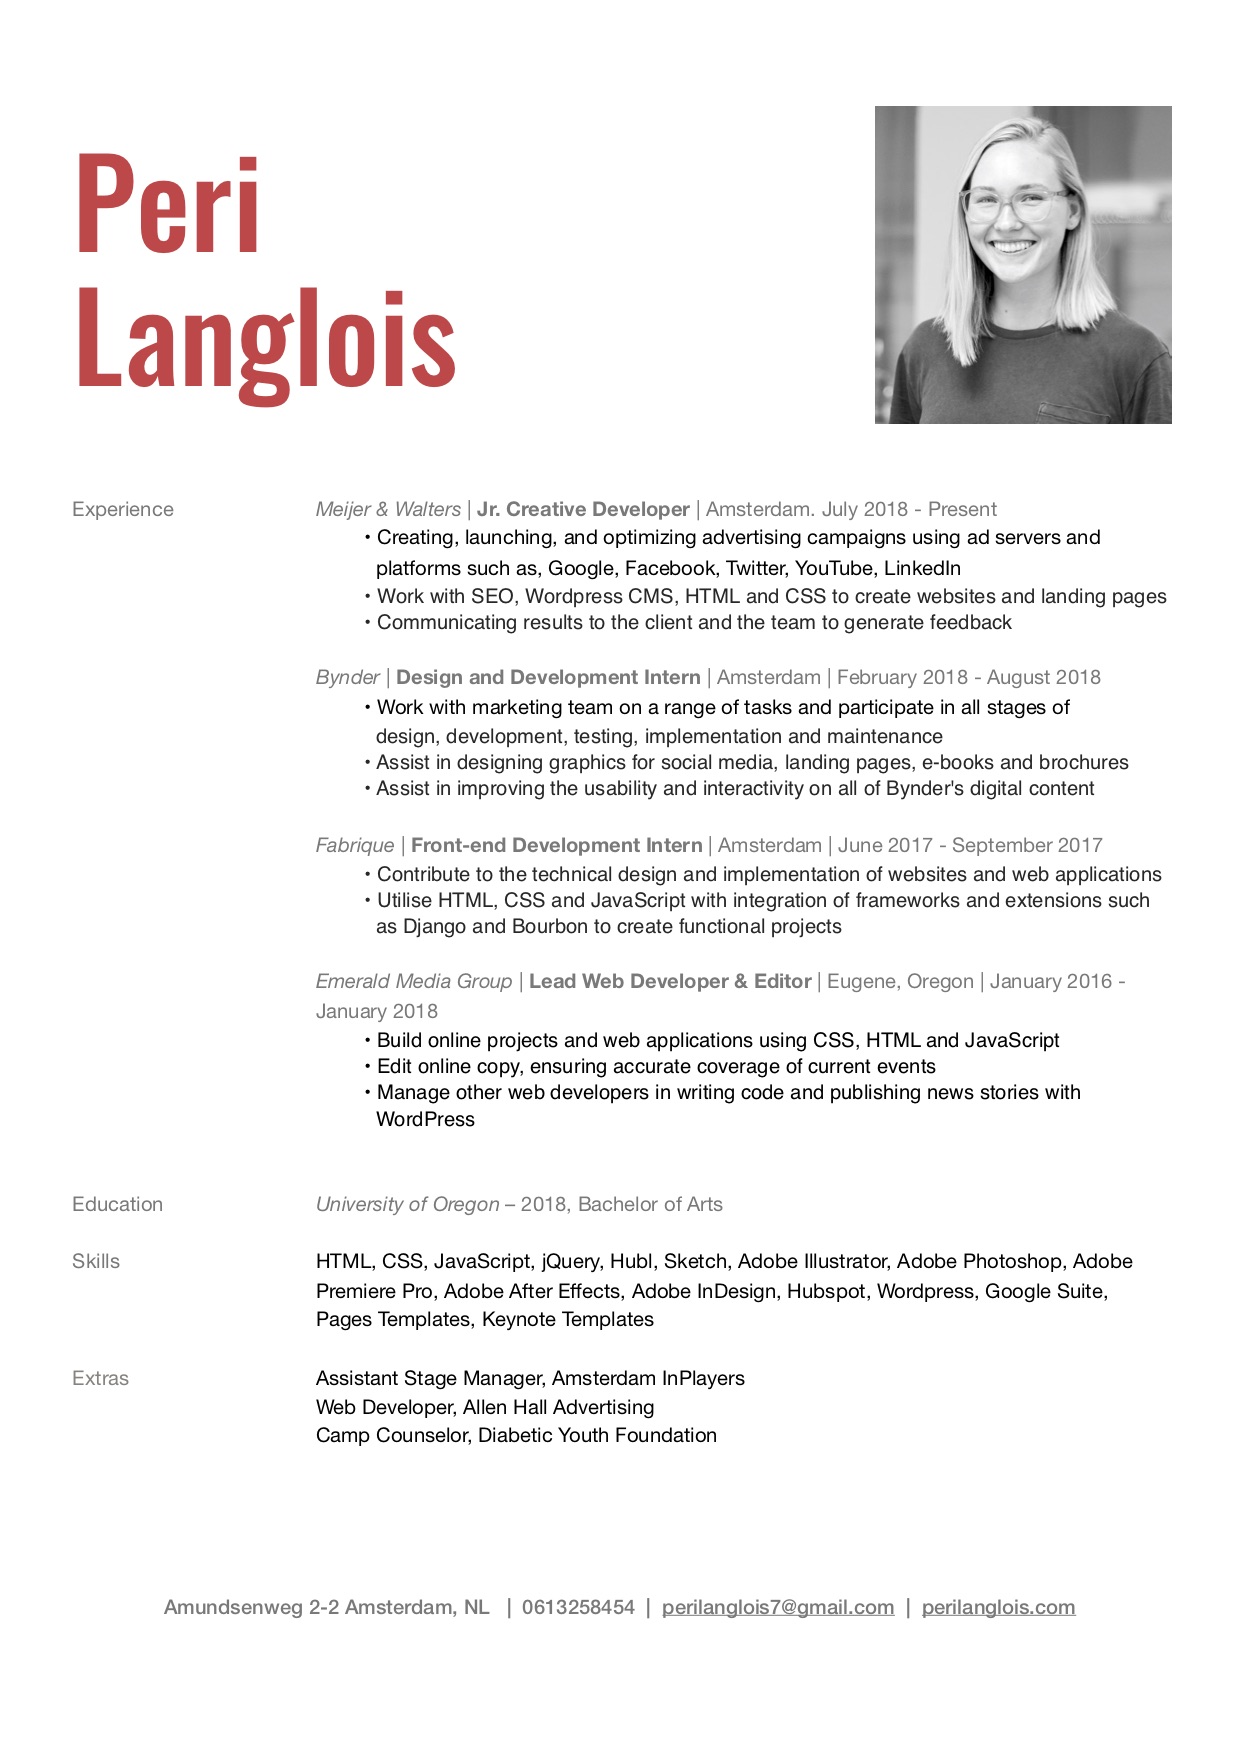 Peri
Langlois
Experience
Meijer & Walters | Jr. Creative Developer | Amsterdam. July 2018 - Present
• Creating, launching, and optimizing advertising campaigns using ad servers and
platforms such as, Google, Facebook, Twitter, YouTube, LinkedIn
• Work with SEO, Wordpress CMS, HTML and CSS to create websites and landing pages
• Communicating results to the client and the team to generate feedback
Bynder | Design and Development Intern | Amsterdam | February 2018 - August 2018
• Work with marketing team on a range of tasks and participate in all stages of
design, development, testing, implementation and maintenance
• Assist in designing graphics for social media, landing pages, e-books and brochures
• Assist in improving the usability and interactivity on all of Bynder's digital content
Fabrique | Front-end Development Intern | Amsterdam | June 2017 - September 2017
• Contribute to the technical design and implementation of websites and web applications
• Utilise HTML, CSS and JavaScript with integration of frameworks and extensions such
as Django and Bourbon to create functional projects
Emerald Media Group | Lead Web Developer & Editor | Eugene, Oregon | January 2016 -
January 2018
• Build online projects and web applications using CSS, HTML and JavaScript
• Edit online copy, ensuring accurate coverage of current events
• Manage other web developers in writing code and publishing news stories with
WordPress
Education
University of Oregon – 2018, Bachelor of Arts
Skills
HTML, CSS, JavaScript, jQuery, Hubl, Sketch, Adobe Illustrator, Adobe Photoshop, Adobe
Premiere Pro, Adobe After Effects, Adobe InDesign, Hubspot, Wordpress, Google Suite,
Pages Templates, Keynote Templates
Extras
Assistant Stage Manager, Amsterdam InPlayers
Web Developer, Allen Hall Advertising
Camp Counselor, Diabetic Youth Foundation
Amundsenweg 2-2 Amsterdam, NL | 0613258454 | perilanglois7@gmail.com | perilanglois.com